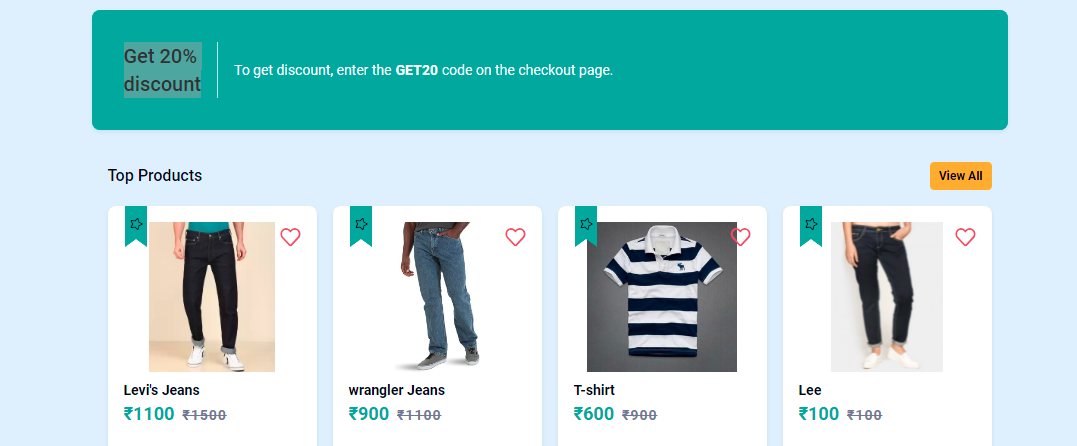 Get 20%
discount
To get discount, enter the GET20 code on the checkout page.
Top Products
View All
Levi's Jeans
₹1100 ₹1500
wrangler Jeans
₹900 ₹1100
T-shirt
₹600 ₹900
Lee
₹100 ₹100